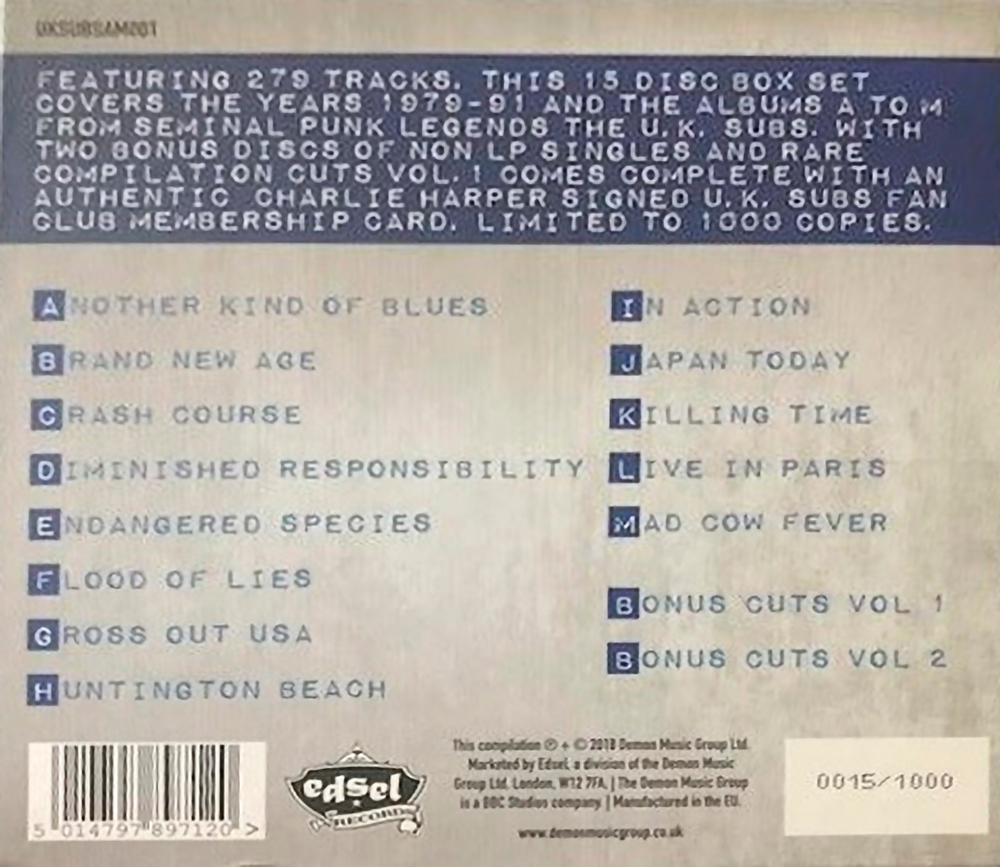 UKSUBSAM001
FEATURING 279 TRACKS. THIS 15 DISC BOX SET
COVERS THE YEARS 1979-91 AND THE ALBUMS A TO M
FROM SEMINAL PUNK LEGENDS THE U.K. SUBS. WITH
TWO BONUS DISCS OF NON LP SINGLES AND RARE
COMPILATION CUTS VOL.1 COMES COMPLETE WITH AN
AUTHENTIC CHARLIE HARPER SIGNED U.K. SUBS FAN
CLUB MEMBERSHIP CARD. LIMITED TO 1000 COPIES.
ANOTHER KIND OF BLUES
BRAND NEW AGE
CRASH COURSE
DIMINISHED RESPONSIBILITY
ENDANGERED SPECIES
FLOOD OF LIES
GROSS OUT USA
HUNTINGTON BEACH
IN ACTION
JAPAN TODAY
KILLING TIME
LIVE IN PARIS
MAD COW FEVER
BONUS CUTS VOL 1
BONUS CUTS VOL 2
5 014797 897120 >
edsel
RECORDS
This compilation ℗ + © 2018 Demon Music Group Ltd.
Marketed by Edsel, a division of the Demon Music
Group Ltd. London, W12 7FA. | The Demon Music Group
is a BBC Studios company | Manufactured in the EU.
www.demonmusicgroup.co.uk
0015/1000